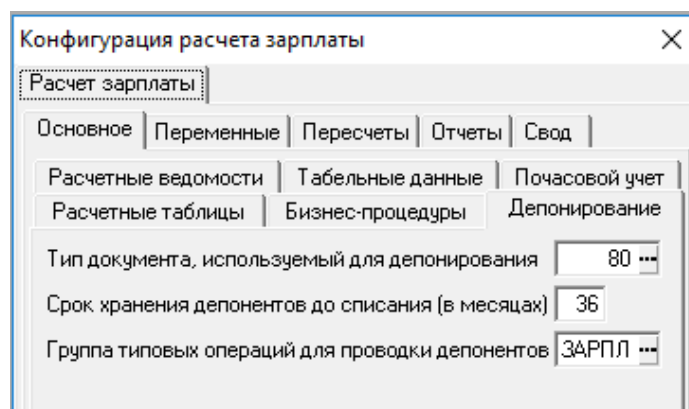 Конфигурация расчета зарплаты
Расчет зарплаты
Основное Переменные Пересчеты Отчеты Свод
Расчетные ведомости Табельные данные Почасовой учет
Расчетные таблицы Бизнес-процедуры Депонирование
Тип документа, используемый для депонирования 80 ...
Срок хранения депонентов до списания (в месяцах) 36
Группа типовых операций для проводки депонентов ЗАРПЛ ...